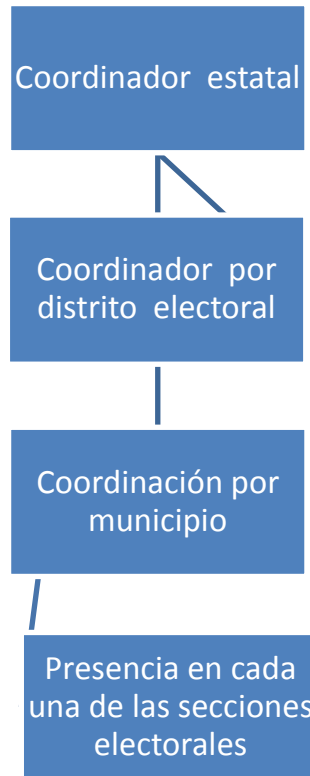 Coordinador estatal
Coordinador por
distrito electoral
Coordinación por
municipio
Presencia en cada
una de las secciones
electorales